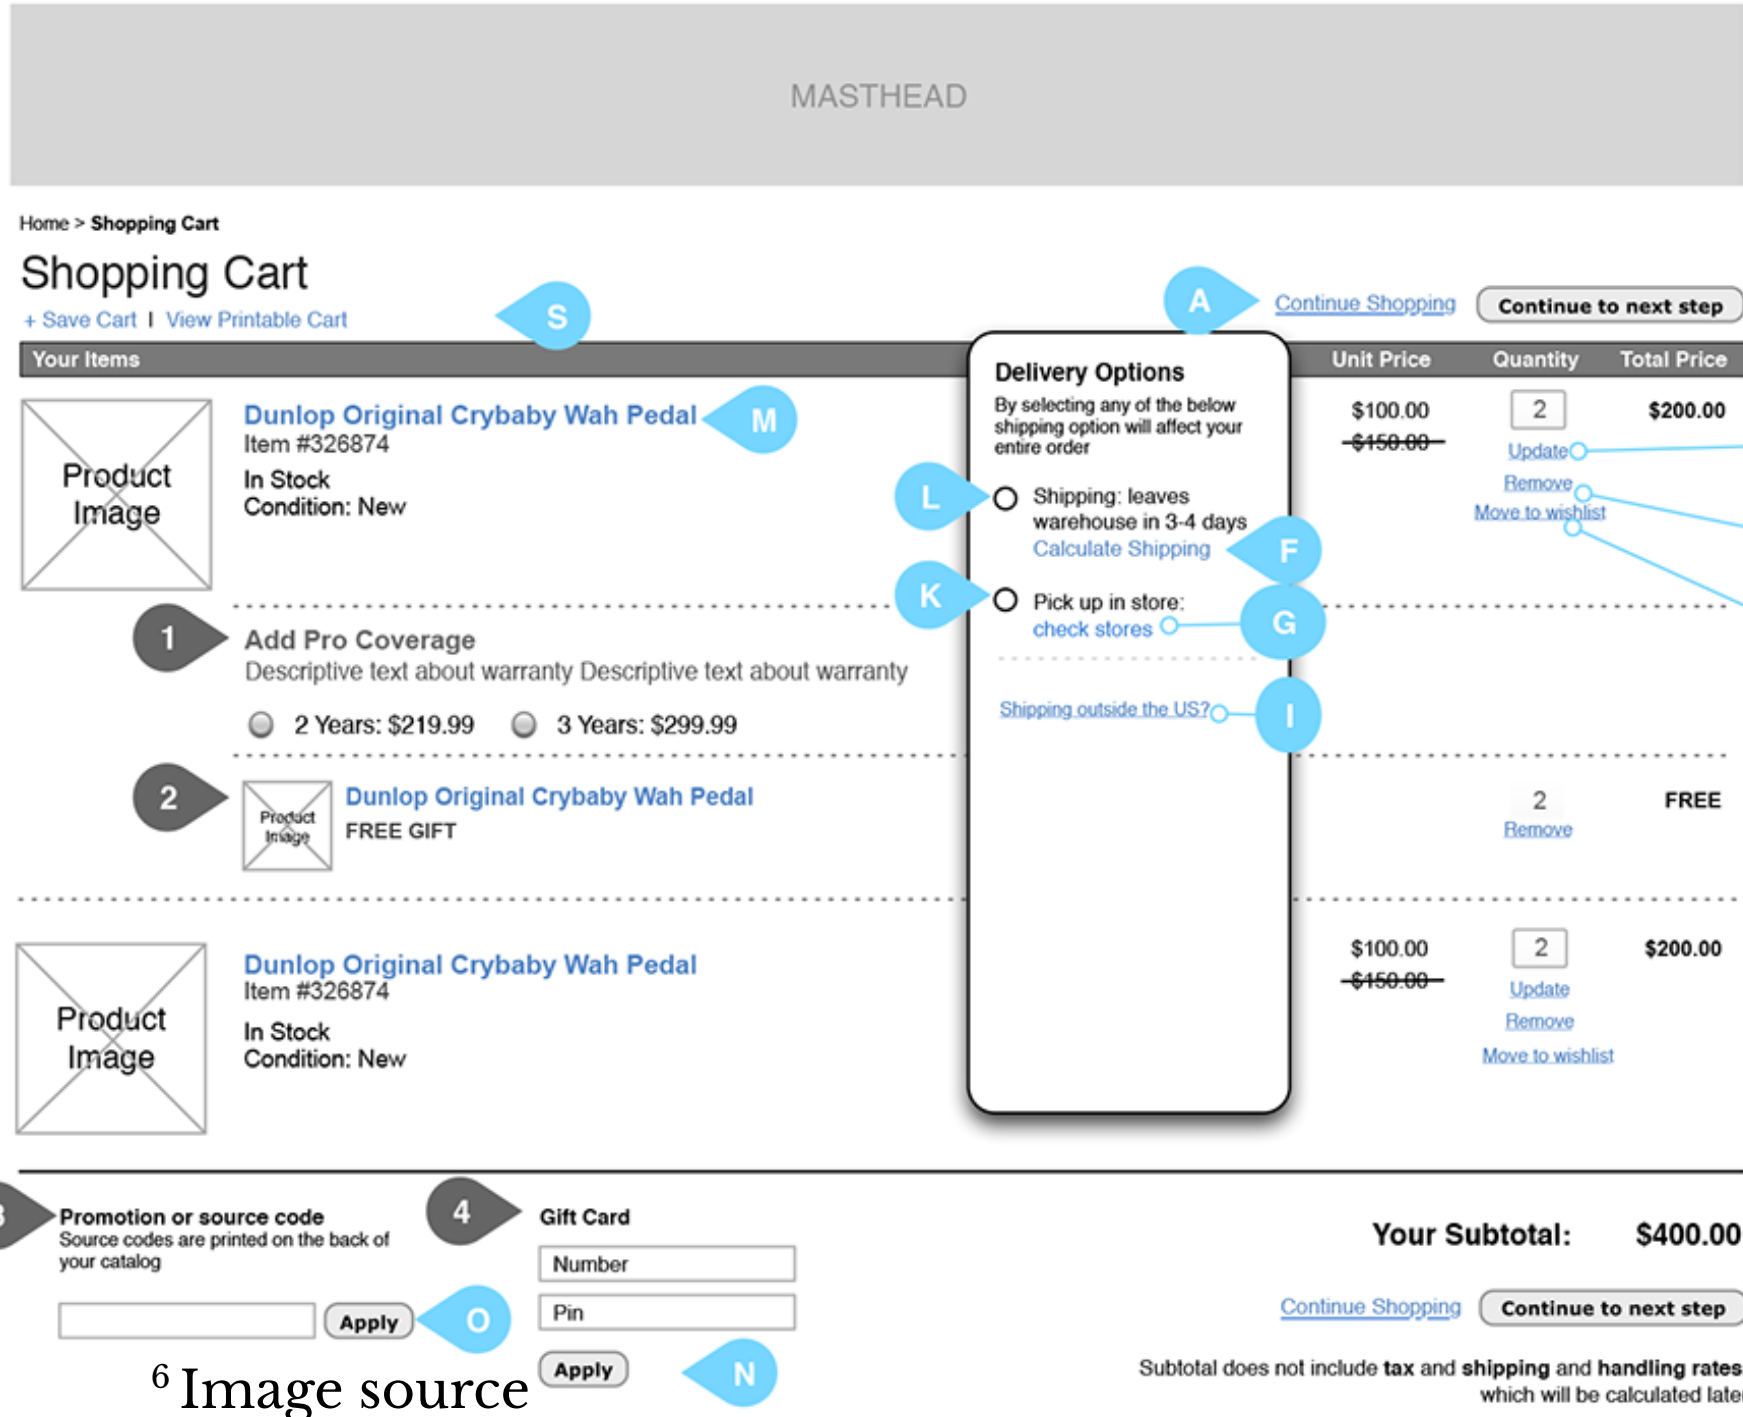 MASTHEAD
Home > Shopping Cart
Shopping Cart
+ Save Cart I View Printable Cart
S
A
Continue Shopping
Continue to next step
Your Items
Unit Price
Quantity
Total Price
Product
Image
Dunlop Original Crybaby Wah Pedal
M
Item #326874
In Stock
Condition: New
Delivery Options
By selecting any of the below
shipping option will affect your
entire order
L
Shipping: leaves
warehouse in 3-4 days
Calculate Shipping
F
K
Pick up in store:
check stores
G
Shipping outside the US?
I
$100.00
$150.00
2
Update
Remove
Move to wishlist
$200.00
1
Add Pro Coverage
Descriptive text about warranty Descriptive text about warranty
2 Years: $219.99
3 Years: $299.99
2
Product
Image
Dunlop Original Crybaby Wah Pedal
FREE GIFT
2
Remove
FREE
Product
Image
Dunlop Original Crybaby Wah Pedal
Item #326874
In Stock
Condition: New
$100.00
$150.00
2
Update
Remove
Move to wishlist
$200.00
Promotion or source code
Source codes are printed on the back of
your catalog
Apply
O
4
Gift Card
Number
Pin
Apply
N
Your Subtotal: $400.00
Continue Shopping
Continue to next step
Subtotal does not include tax and shipping and handling rates
which will be calculated later
6 Image source